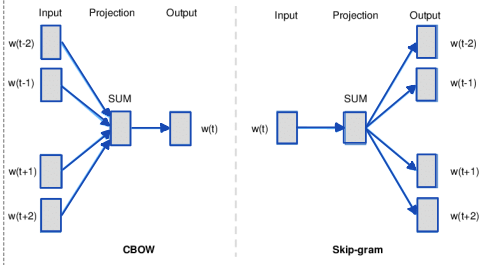 Input Projection Output
w(t-2)
w(t-1)
SUM
w(t)
w(t+1)
w(t+2)
CBOW
Input Projection Output
w(t-2)
w(t-1)
SUM
w(t)
w(t+1)
w(t+2)
Skip-gram